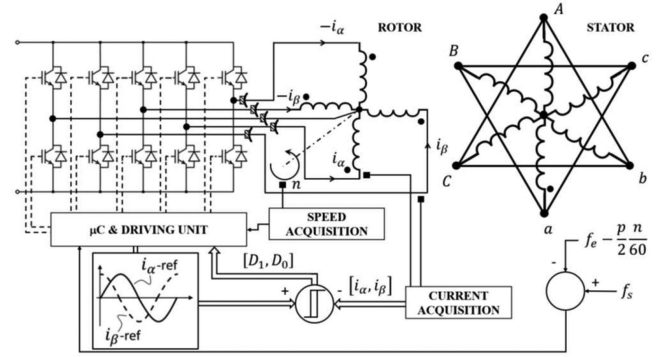 −iα
ROTOR
A
STATOR
B
c
−iβ
iα
iβ
n
C
b
a
SPEED
ACQUISITION
μC & DRIVING UNIT
[D₁, D₀]
iα-ref
iβ-ref
+
-
[iα, iβ]
CURRENT
ACQUISITION
fe − p/2 n/60
-
+
fs